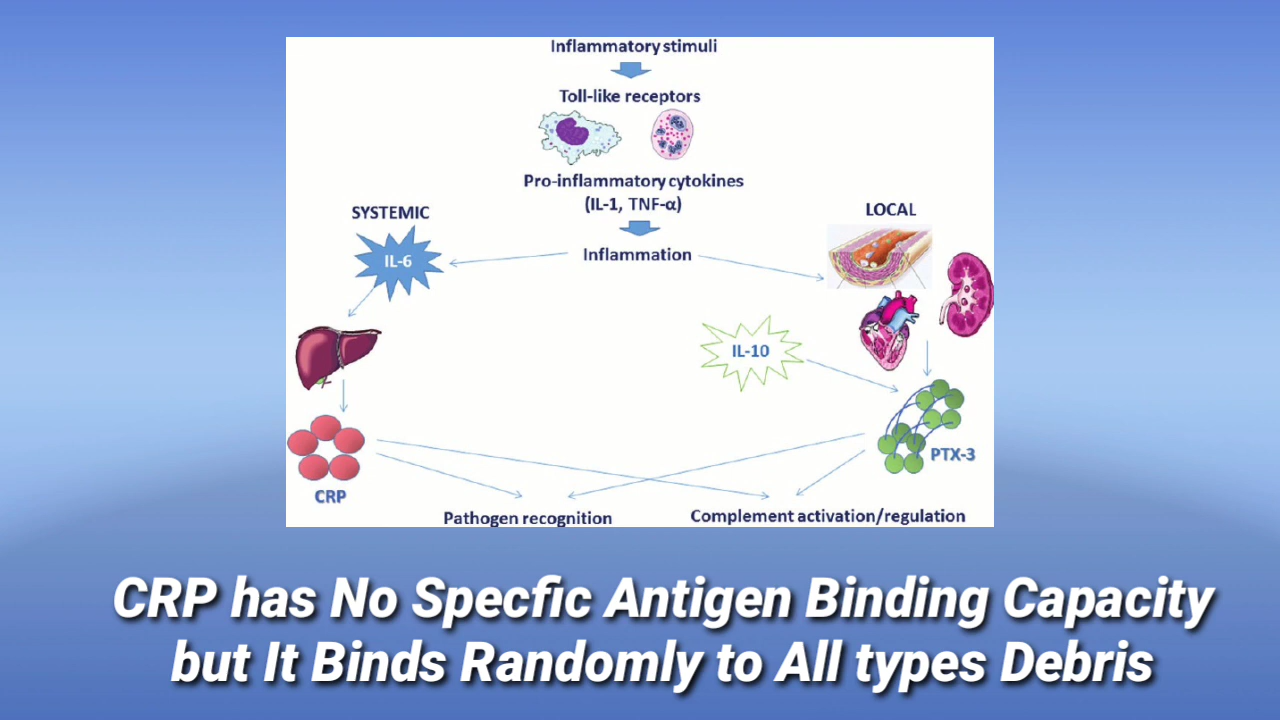 Inflammatory stimuli
Toll-like receptors
Pro-inflammatory cytokines
(IL-1, TNF-α)
SYSTEMIC
LOCAL
IL-6
Inflammation
IL-10
PTX-3
CRP
Pathogen recognition
Complement activation/regulation
CRP has No Specfic Antigen Binding Capacity
but It Binds Randomly to All types Debris